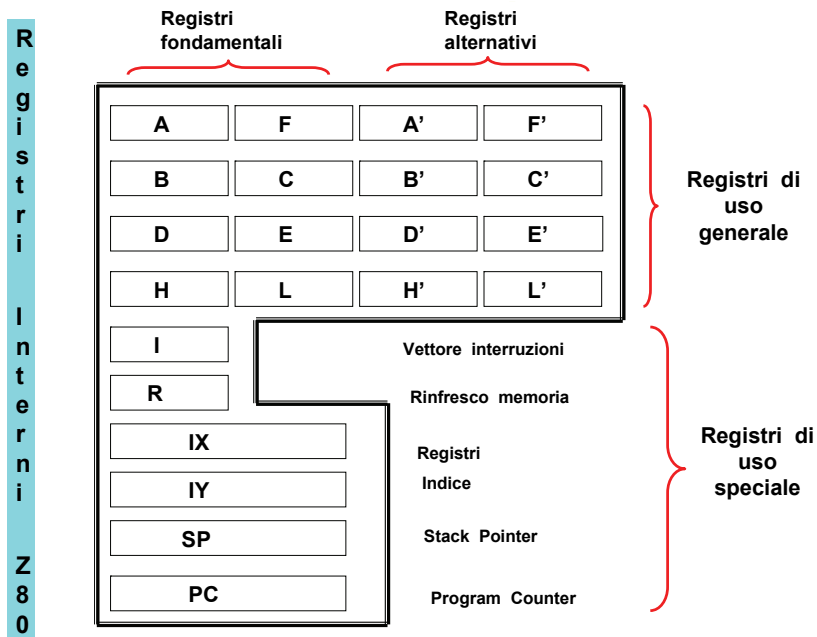 Registri Interni Z80
Registri
fondamentali
Registri
alternativi
A F A’ F’
B C B’ C’
D E D’ E’
H L H’ L’
Registri di
uso
generale
I
Vettore interruzioni
R
Rinfresco memoria
IX
Registri
Indice
IY
SP
Stack Pointer
PC
Program Counter
Registri di
uso
speciale